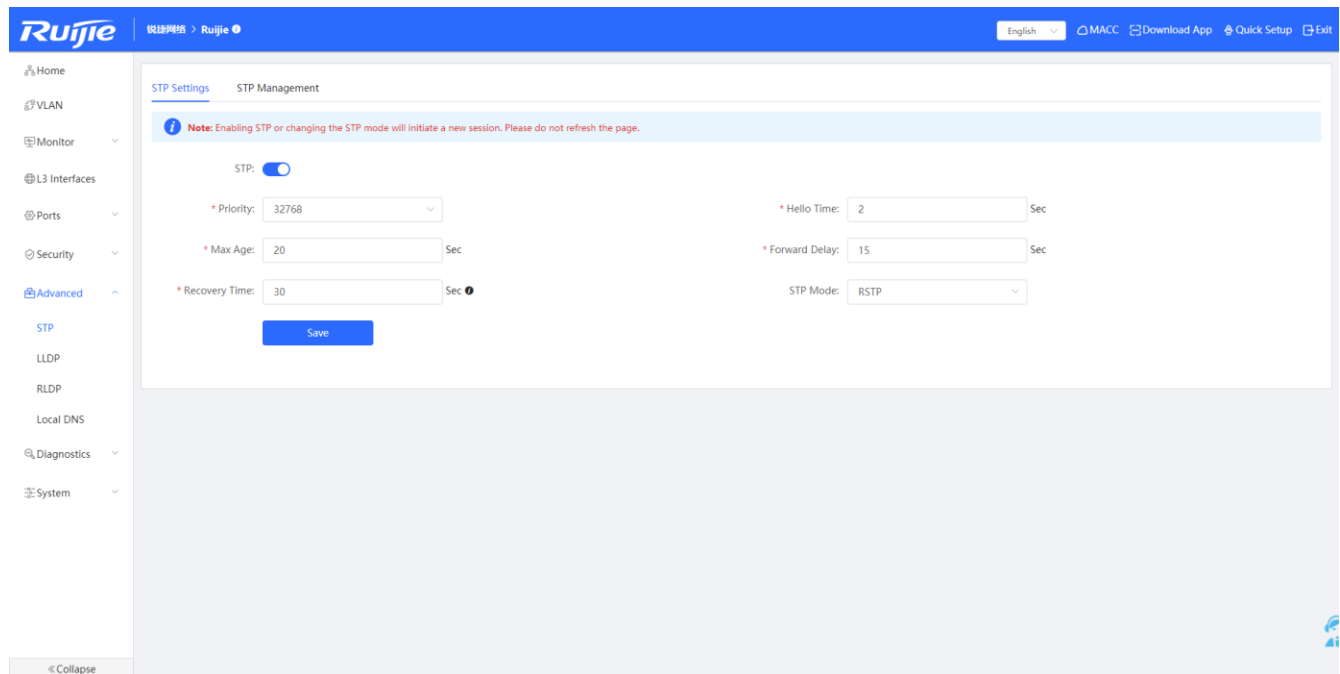 Ruijie
锐捷网络 > Ruijie
English
MACC
Download App
Quick Setup
Exit
Home
VLAN
Monitor
L3 Interfaces
Ports
Security
Advanced
STP
LLDP
RLDP
Local DNS
Diagnostics
System
«Collapse
STP Settings
STP Management
Note: Enabling STP or changing the STP mode will initiate a new session. Please do not refresh the page.
STP:
* Priority: 32768
* Hello Time: 2 Sec
* Max Age: 20 Sec
* Forward Delay: 15 Sec
* Recovery Time: 30 Sec
STP Mode: RSTP
Save